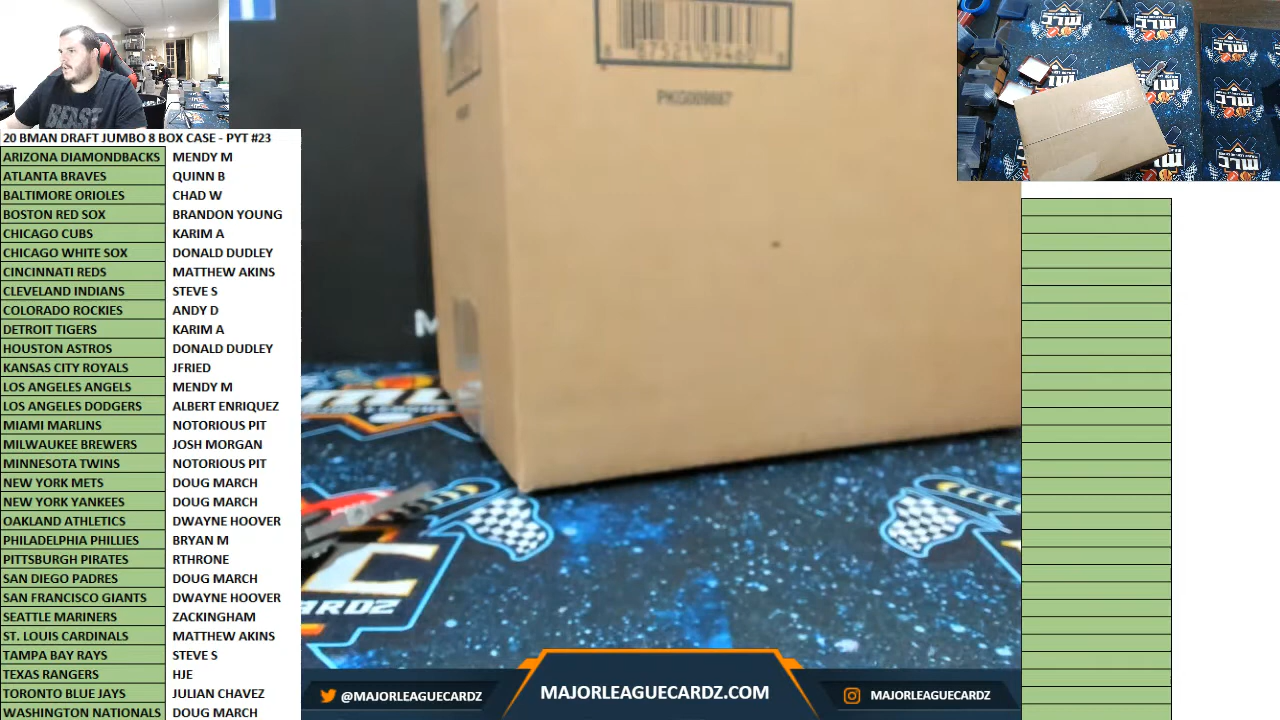 20 BMAN DRAFT JUMBO 8 BOX CASE - PYT #23
ARIZONA DIAMONDBACKS MENDY M
ATLANTA BRAVES QUINN B
BALTIMORE ORIOLES CHAD W
BOSTON RED SOX BRANDON YOUNG
CHICAGO CUBS KARIM A
CHICAGO WHITE SOX DONALD DUDLEY
CINCINNATI REDS MATTHEW AKINS
CLEVELAND INDIANS STEVE S
COLORADO ROCKIES ANDY D
DETROIT TIGERS KARIM A
HOUSTON ASTROS DONALD DUDLEY
KANSAS CITY ROYALS JFRIED
LOS ANGELES ANGELS MENDY M
LOS ANGELES DODGERS ALBERT ENRIQUEZ
MIAMI MARLINS NOTORIOUS PIT
MILWAUKEE BREWERS JOSH MORGAN
MINNESOTA TWINS NOTORIOUS PIT
NEW YORK METS DOUG MARCH
NEW YORK YANKEES DOUG MARCH
OAKLAND ATHLETICS DWAYNE HOOVER
PHILADELPHIA PHILLIES BRYAN M
PITTSBURGH PIRATES RTHRONE
SAN DIEGO PADRES DOUG MARCH
SAN FRANCISCO GIANTS DWAYNE HOOVER
SEATTLE MARINERS ZACKINGHAM
ST. LOUIS CARDINALS MATTHEW AKINS
TAMPA BAY RAYS STEVE S
TEXAS RANGERS HJE
TORONTO BLUE JAYS JULIAN CHAVEZ
WASHINGTON NATIONALS DOUG MARCH
@MAJORLEAGUECARDZ
MAJORLEAGUECARDZ.COM
MAJORLEAGUECARDZ